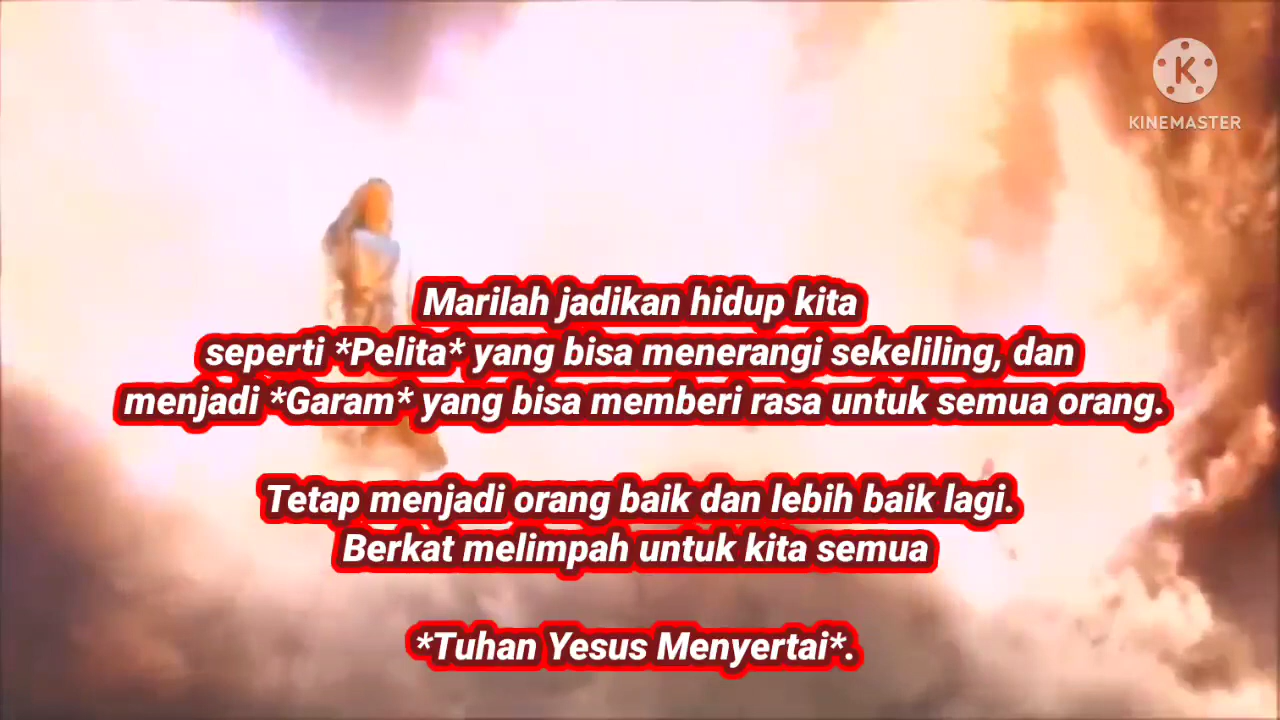 KINEMASTER
Marilah jadikan hidup kita
seperti *Pelita* yang bisa menerangi sekeliling, dan
menjadi *Garam* yang bisa memberi rasa untuk semua orang.
Tetap menjadi orang baik dan lebih baik lagi.
Berkat melimpah untuk kita semua
*Tuhan Yesus Menyertai*.